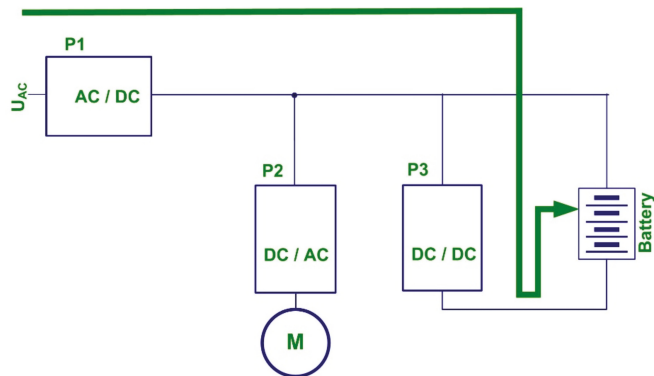 P1
AC / DC
UAC
P2
P3
DC / AC
DC / DC
Battery
M